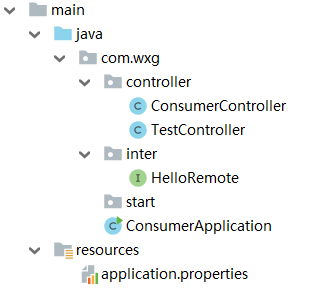 main
java
com.wxg
controller
ConsumerController
TestController
inter
HelloRemote
start
ConsumerApplication
resources
application.properties